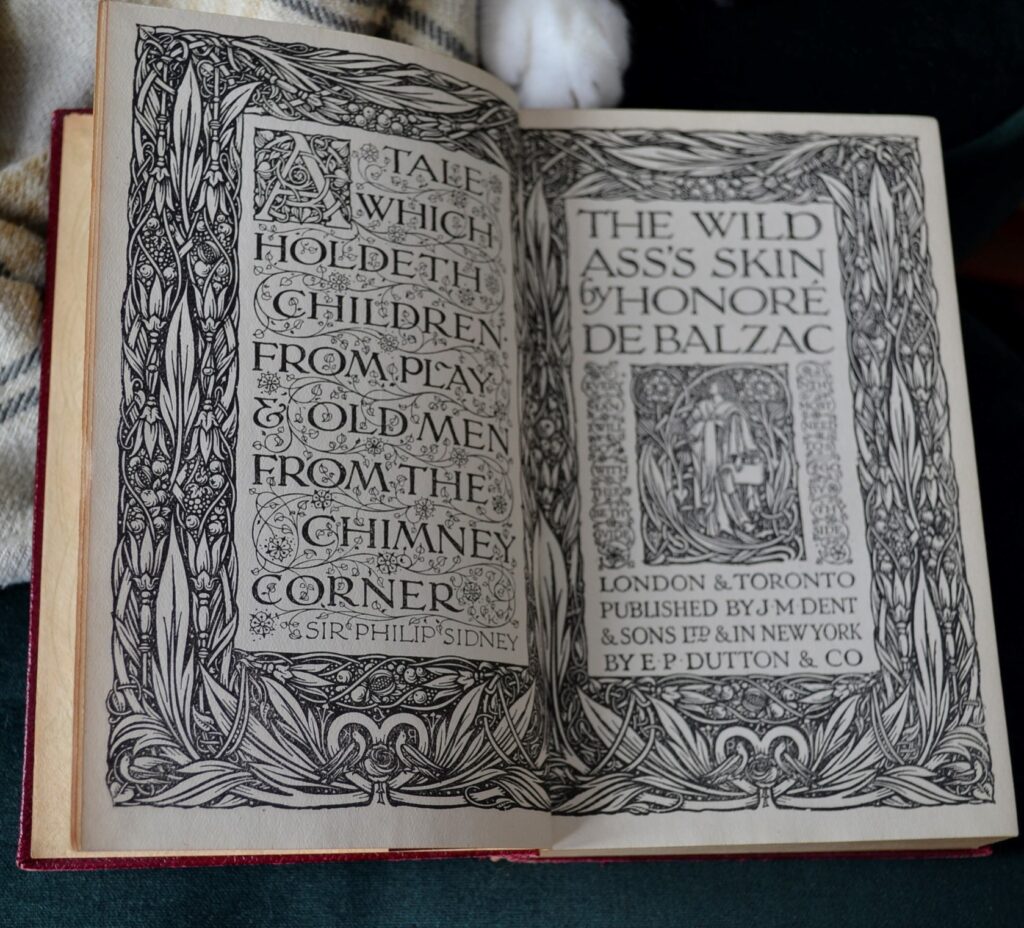 A TALE
WHICH
HOLDETH
CHILDREN
FROM PLAY
& OLD MEN
FROM THE
CHIMNEY
CORNER
SIR PHILIP SIDNEY
THE WILD
ASS'S SKIN
by HONORÉ
DE BALZAC
LONDON & TORONTO
PUBLISHED BY J·M DENT
& SONS LTD & IN NEW YORK
BY E·P·DUTTON & CO